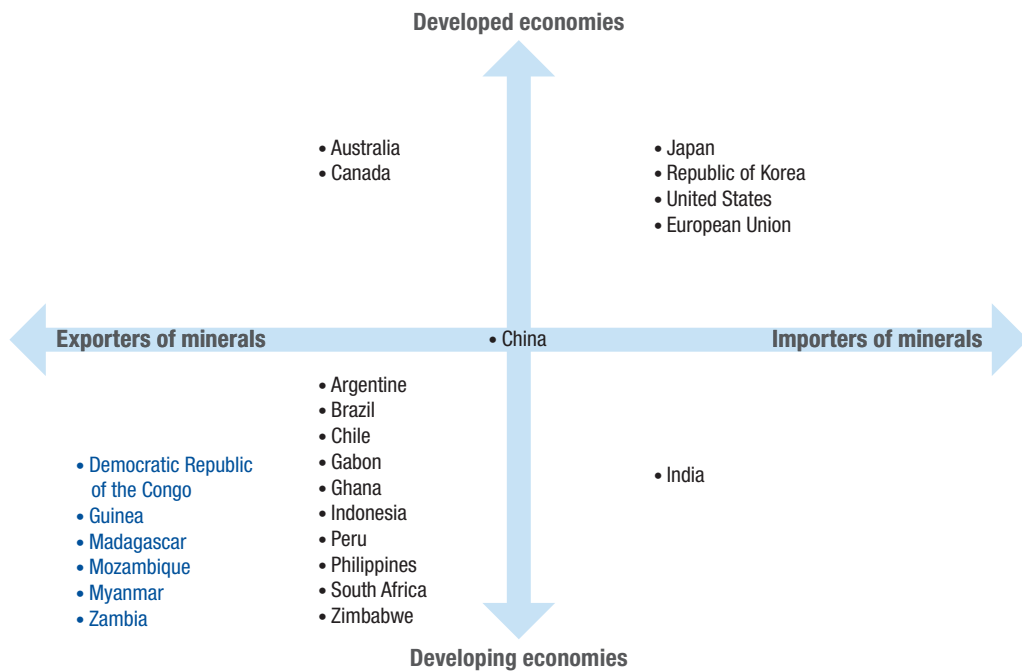 Developed economies
• Australia
• Canada
• Japan
• Republic of Korea
• United States
• European Union
Exporters of minerals
• China
Importers of minerals
• Democratic Republic
of the Congo
• Guinea
• Madagascar
• Mozambique
• Myanmar
• Zambia
• Argentine
• Brazil
• Chile
• Gabon
• Ghana
• Indonesia
• Peru
• Philippines
• South Africa
• Zimbabwe
• India
Developing economies